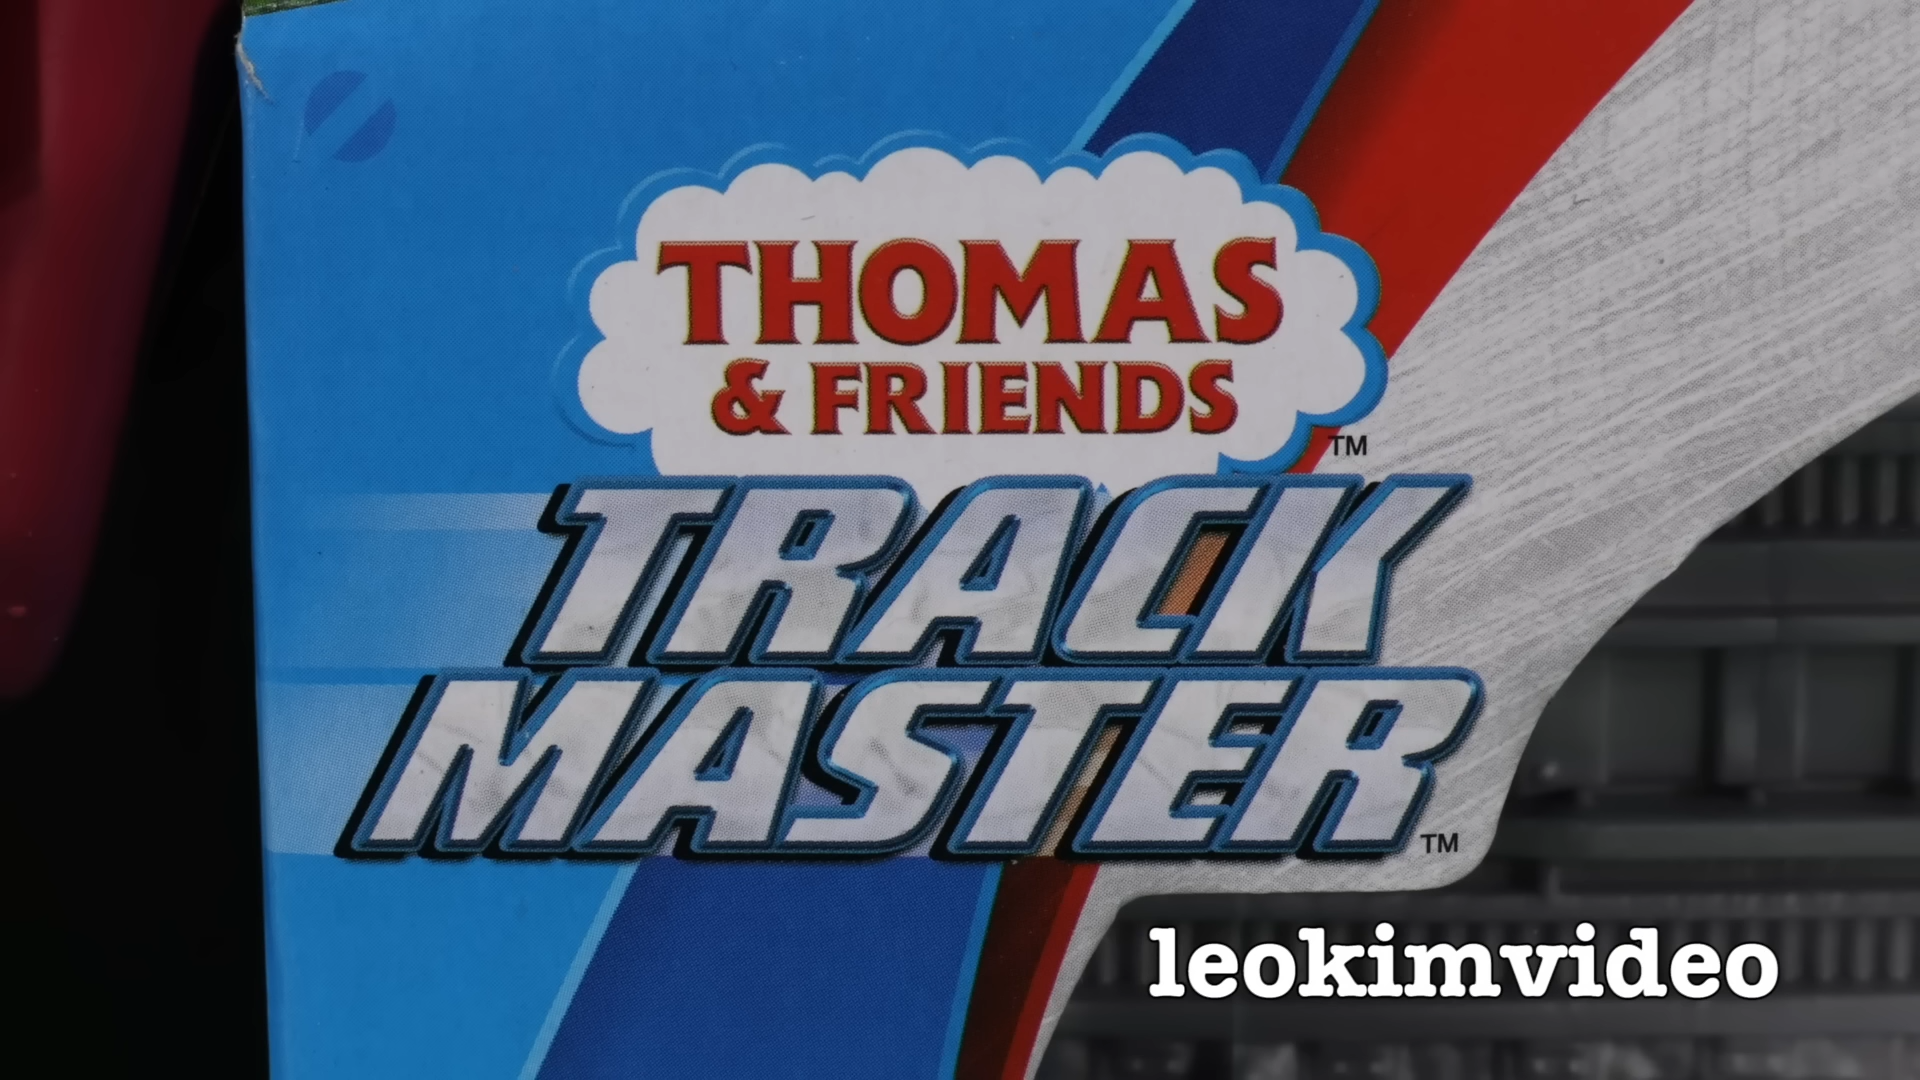 THOMAS
& FRIENDS
TM
TRACK
MASTER
TM
leokimvideo